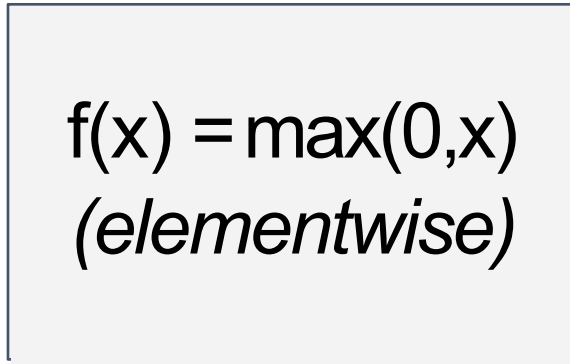 f(x) = max(0,x)
(elementwise)